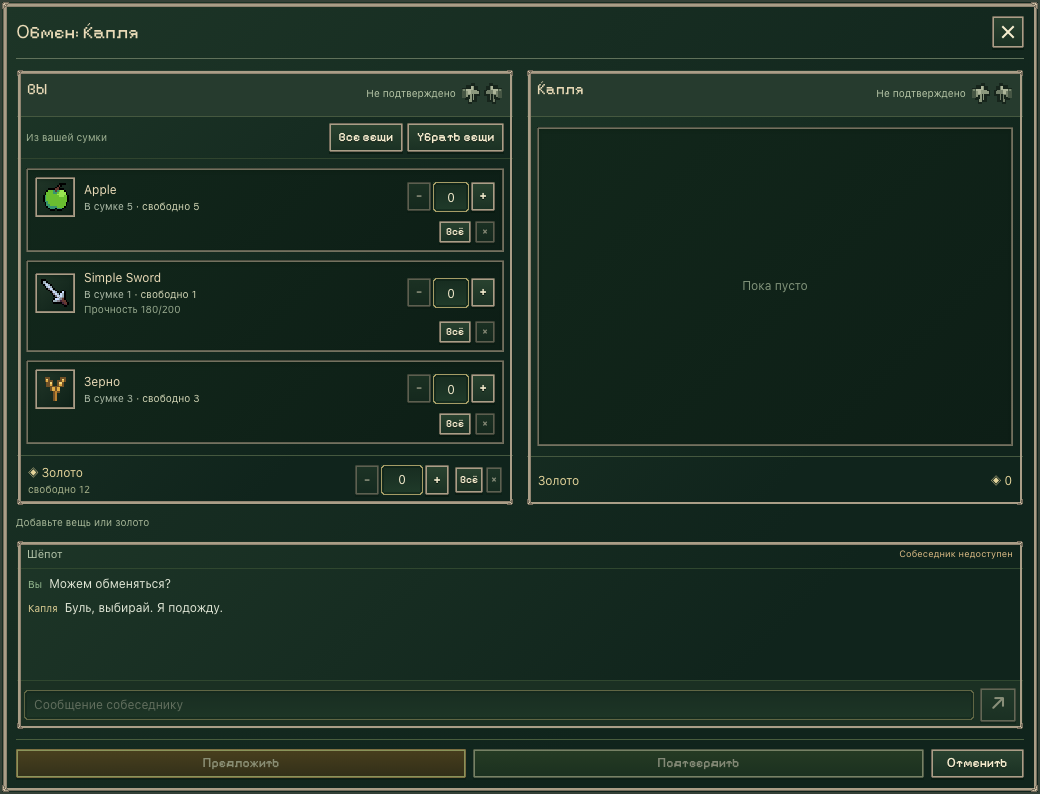 Обмен: Капля
Вы
Не подтверждено
Из вашей сумки
Все вещи
Убрать вещи
Apple
В сумке 5 · свободно 5
- 0 +
Всё ×
Simple Sword
В сумке 1 · свободно 1
Прочность 180/200
- 0 +
Всё ×
Зерно
В сумке 3 · свободно 3
- 0 +
Всё ×
Золото
свободно 12
- 0 + Всё ×
Капля
Не подтверждено
Пока пусто
Золото
0
Добавьте вещь или золото
Шёпот
Собеседник недоступен
Вы Можем обменяться?
Капля Буль, выбирай. Я подожду.
Сообщение собеседнику
Предложить
Подтвердить
Отменить